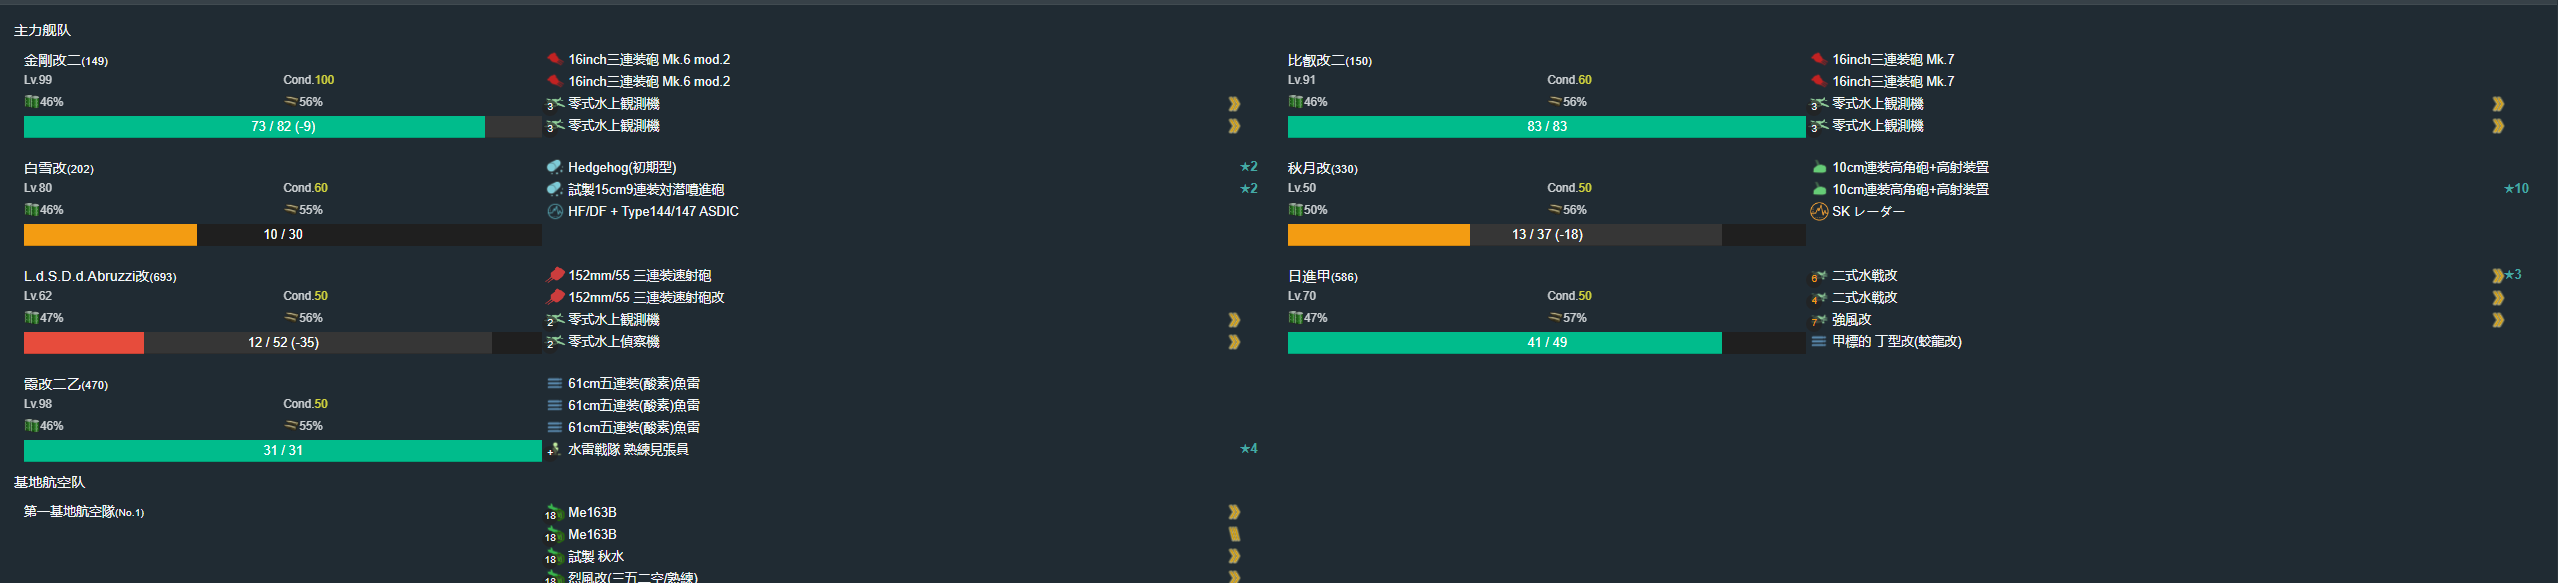 主力舰队
金剛改二(149)
Lv.99 Cond.100
46% 56%
73 / 82 (-9)
16inch三連装砲 Mk.6 mod.2
16inch三連装砲 Mk.6 mod.2
3 零式水上観測機
3 零式水上観測機
比叡改二(150)
Lv.91 Cond.60
46% 56%
83 / 83
16inch三連装砲 Mk.7
16inch三連装砲 Mk.7
3 零式水上観測機
3 零式水上観測機
白雪改(202)
Lv.80 Cond.60
46% 55%
10 / 30
Hedgehog(初期型) ★2
試製15cm9連装対潜噴進砲 ★2
HF/DF + Type144/147 ASDIC
秋月改(330)
Lv.50 Cond.50
50% 56%
13 / 37 (-18)
10cm連装高角砲+高射装置
10cm連装高角砲+高射装置 ★10
SK レーダー
L.d.S.D.d.Abruzzi改(693)
Lv.62 Cond.50
47% 56%
12 / 52 (-35)
152mm/55 三連装速射砲
152mm/55 三連装速射砲改
2 零式水上観測機
2 零式水上偵察機
日進甲(586)
Lv.70 Cond.50
47% 57%
41 / 49
6 二式水戦改 ★3
4 二式水戦改
7 強風改
甲標的 丁型改(蛟龍改)
霞改二乙(470)
Lv.98 Cond.50
46% 55%
31 / 31
61cm五連装(酸素)魚雷
61cm五連装(酸素)魚雷
61cm五連装(酸素)魚雷
+ 水雷戦隊 熟練見張員 ★4
基地航空队
第一基地航空隊(No.1)
18 Me163B
18 Me163B
18 試製 秋水
18 烈風改(三五二空/熟練)